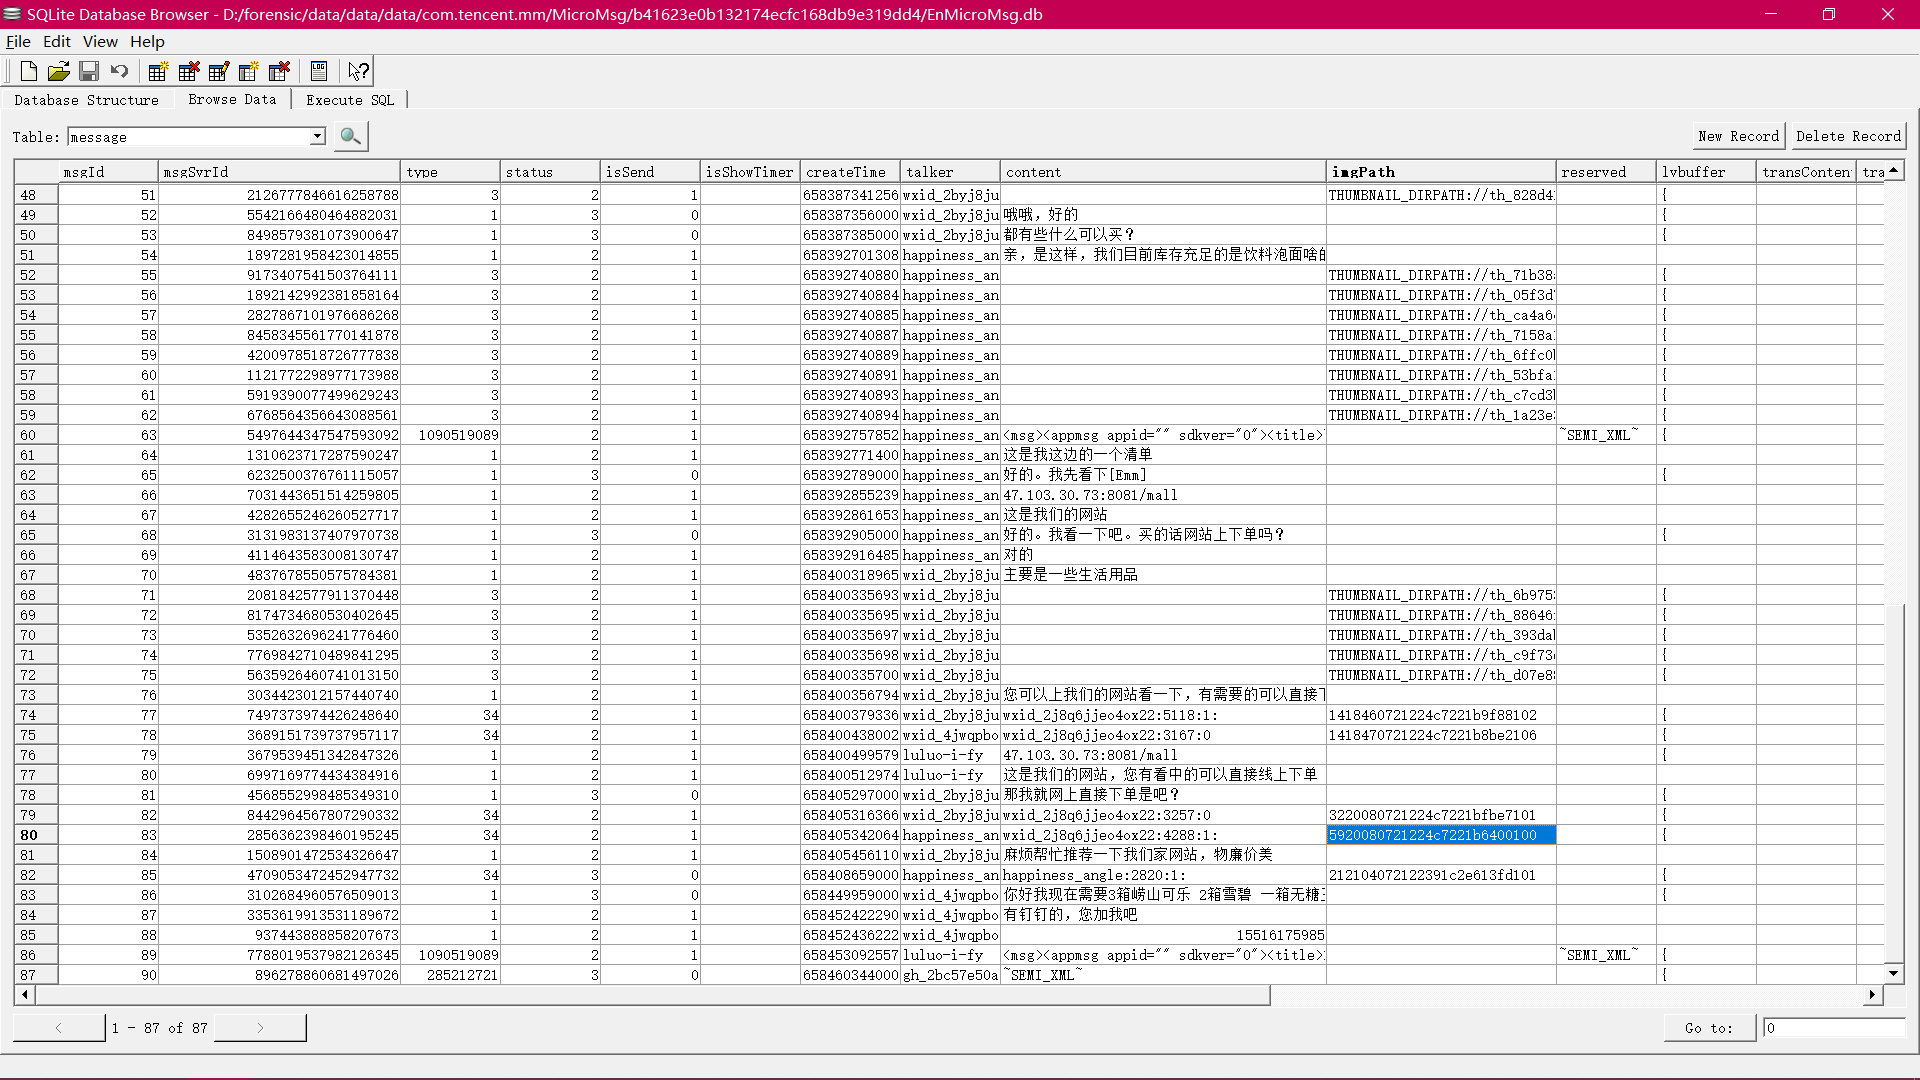 SQLite Database Browser - D:/forensic/data/data/data/com.tencent.mm/MicroMsg/b41623e0b132174ecfc168db9e319dd4/EnMicroMsg.db
File Edit View Help
LOG
Database Structure Browse Data Execute SQL
Table: message New Record Delete Record
msgId msgSvrId type status isSend isShowTimer createTime talker content imgPath reserved lvbuffer transConten tra
48 51 2126777846616258788 3 2 1 658387341256 wxid_2byj8ju THUMBNAIL_DIRPATH://th_828d4 {
49 52 5542166480464882031 1 3 0 658387356000 wxid_2byj8ju 哦哦，好的 {
50 53 8498579381073900647 1 3 0 658387385000 wxid_2byj8ju 都有些什么可以买？ {
51 54 1897281958423014855 1 2 1 658392701308 happiness_an 亲，是这样，我们目前库存充足的是饮料泡面啥的
52 55 9173407541503764111 3 2 1 658392740880 happiness_an THUMBNAIL_DIRPATH://th_71b38 {
53 56 1892142992381858164 3 2 1 658392740884 happiness_an THUMBNAIL_DIRPATH://th_05f3d {
54 57 2827867101976686268 3 2 1 658392740885 happiness_an THUMBNAIL_DIRPATH://th_ca4a6 {
55 58 8458345561770141878 3 2 1 658392740887 happiness_an THUMBNAIL_DIRPATH://th_7158a {
56 59 4200978518726777838 3 2 1 658392740889 happiness_an THUMBNAIL_DIRPATH://th_6ffc0 {
57 60 1121772298977173988 3 2 1 658392740891 happiness_an THUMBNAIL_DIRPATH://th_53bfa {
58 61 5919390077499629243 3 2 1 658392740893 happiness_an THUMBNAIL_DIRPATH://th_c7cd3 {
59 62 6768564356643088561 3 2 1 658392740894 happiness_an THUMBNAIL_DIRPATH://th_1a23e {
60 63 5497644347547593092 1090519089 2 1 658392757852 happiness_an <msg><appmsg appid="" sdkver="0"><title> ~SEMI_XML~ {
61 64 1310623717287590247 1 2 1 658392771400 happiness_an 这是我这边的一个清单
62 65 6232500376761115057 1 3 0 658392789000 happiness_an 好的。我先看下[Emm] {
63 66 7031443651514259805 1 2 1 658392855239 happiness_an 47.103.30.73:8081/mall
64 67 4282655246260527717 1 2 1 658392861653 happiness_an 这是我们的网站
65 68 3131983137407970738 1 3 0 658392905000 happiness_an 好的。我看一下吧。买的话网站上下单吗？ {
66 69 4114643583008130747 1 2 1 658392916485 happiness_an 对的
67 70 4837678550575784381 1 2 1 658400318965 wxid_2byj8ju 主要是一些生活用品
68 71 2081842577911370448 3 2 1 658400335693 wxid_2byj8ju THUMBNAIL_DIRPATH://th_6b975 {
69 72 8174734680530402645 3 2 1 658400335695 wxid_2byj8ju THUMBNAIL_DIRPATH://th_88646 {
70 73 5352632696241776460 3 2 1 658400335697 wxid_2byj8ju THUMBNAIL_DIRPATH://th_393da {
71 74 7769842710489841295 3 2 1 658400335698 wxid_2byj8ju THUMBNAIL_DIRPATH://th_c9f73 {
72 75 5635926460741013150 3 2 1 658400335700 wxid_2byj8ju THUMBNAIL_DIRPATH://th_d07e8 {
73 76 3034423012157440740 1 2 1 658400356794 wxid_2byj8ju 您可以上我们的网站看一下，有需要的可以直接下
74 77 7497373974426248640 34 2 1 658400379336 wxid_2byj8ju wxid_2j8q6jjeo4ox22:5118:1: 1418460721224c7221b9f88102 {
75 78 3689151739737957117 34 2 1 658400438002 wxid_4jwqpbo wxid_2j8q6jjeo4ox22:3167:0 1418470721224c7221b8be2106 {
76 79 3679539451342847326 1 2 1 658400499579 luluo-i-fy 47.103.30.73:8081/mall {
77 80 6997169774434384916 1 2 1 658400512974 luluo-i-fy 这是我们的网站，您有看中的可以直接线上下单
78 81 4568552998485349310 1 3 0 658405297000 wxid_2byj8ju 那我就网上直接下单是吧？ {
79 82 8442964567807290332 34 2 1 658405316366 wxid_2byj8ju wxid_2j8q6jjeo4ox22:3257:0 3220080721224c7221bfbe7101 {
80 83 2856362398460195245 34 2 1 658405342064 happiness_an wxid_2j8q6jjeo4ox22:4288:1: 5920080721224c7221b6400100 {
81 84 1508901472534326647 1 2 1 658405456110 wxid_2byj8ju 麻烦帮忙推荐一下我们家网站，物廉价美
82 85 4709053472452947732 34 3 0 658408659000 happiness_an happiness_angle:2820:1: 212104072122391c2e613fd101 {
83 86 3102684960576509013 1 3 0 658449959000 wxid_4jwqpbo 你好我现在需要3箱崂山可乐 2箱雪碧 一箱无糖 {
84 87 3353619913531189672 1 2 1 658452422290 wxid_4jwqpbo 有钉钉的，您加我吧
85 88 937443888858207673 1 2 1 658452436222 wxid_4jwqpbo 15516175985
86 89 7788019537982126345 1090519089 2 1 658453092557 luluo-i-fy <msg><appmsg appid="" sdkver="0"><title> ~SEMI_XML~ {
87 90 896278860681497026 285212721 3 0 658460344000 gh_2bc57e50a ~SEMI_XML~ {
< 1 - 87 of 87 > Go to: 0